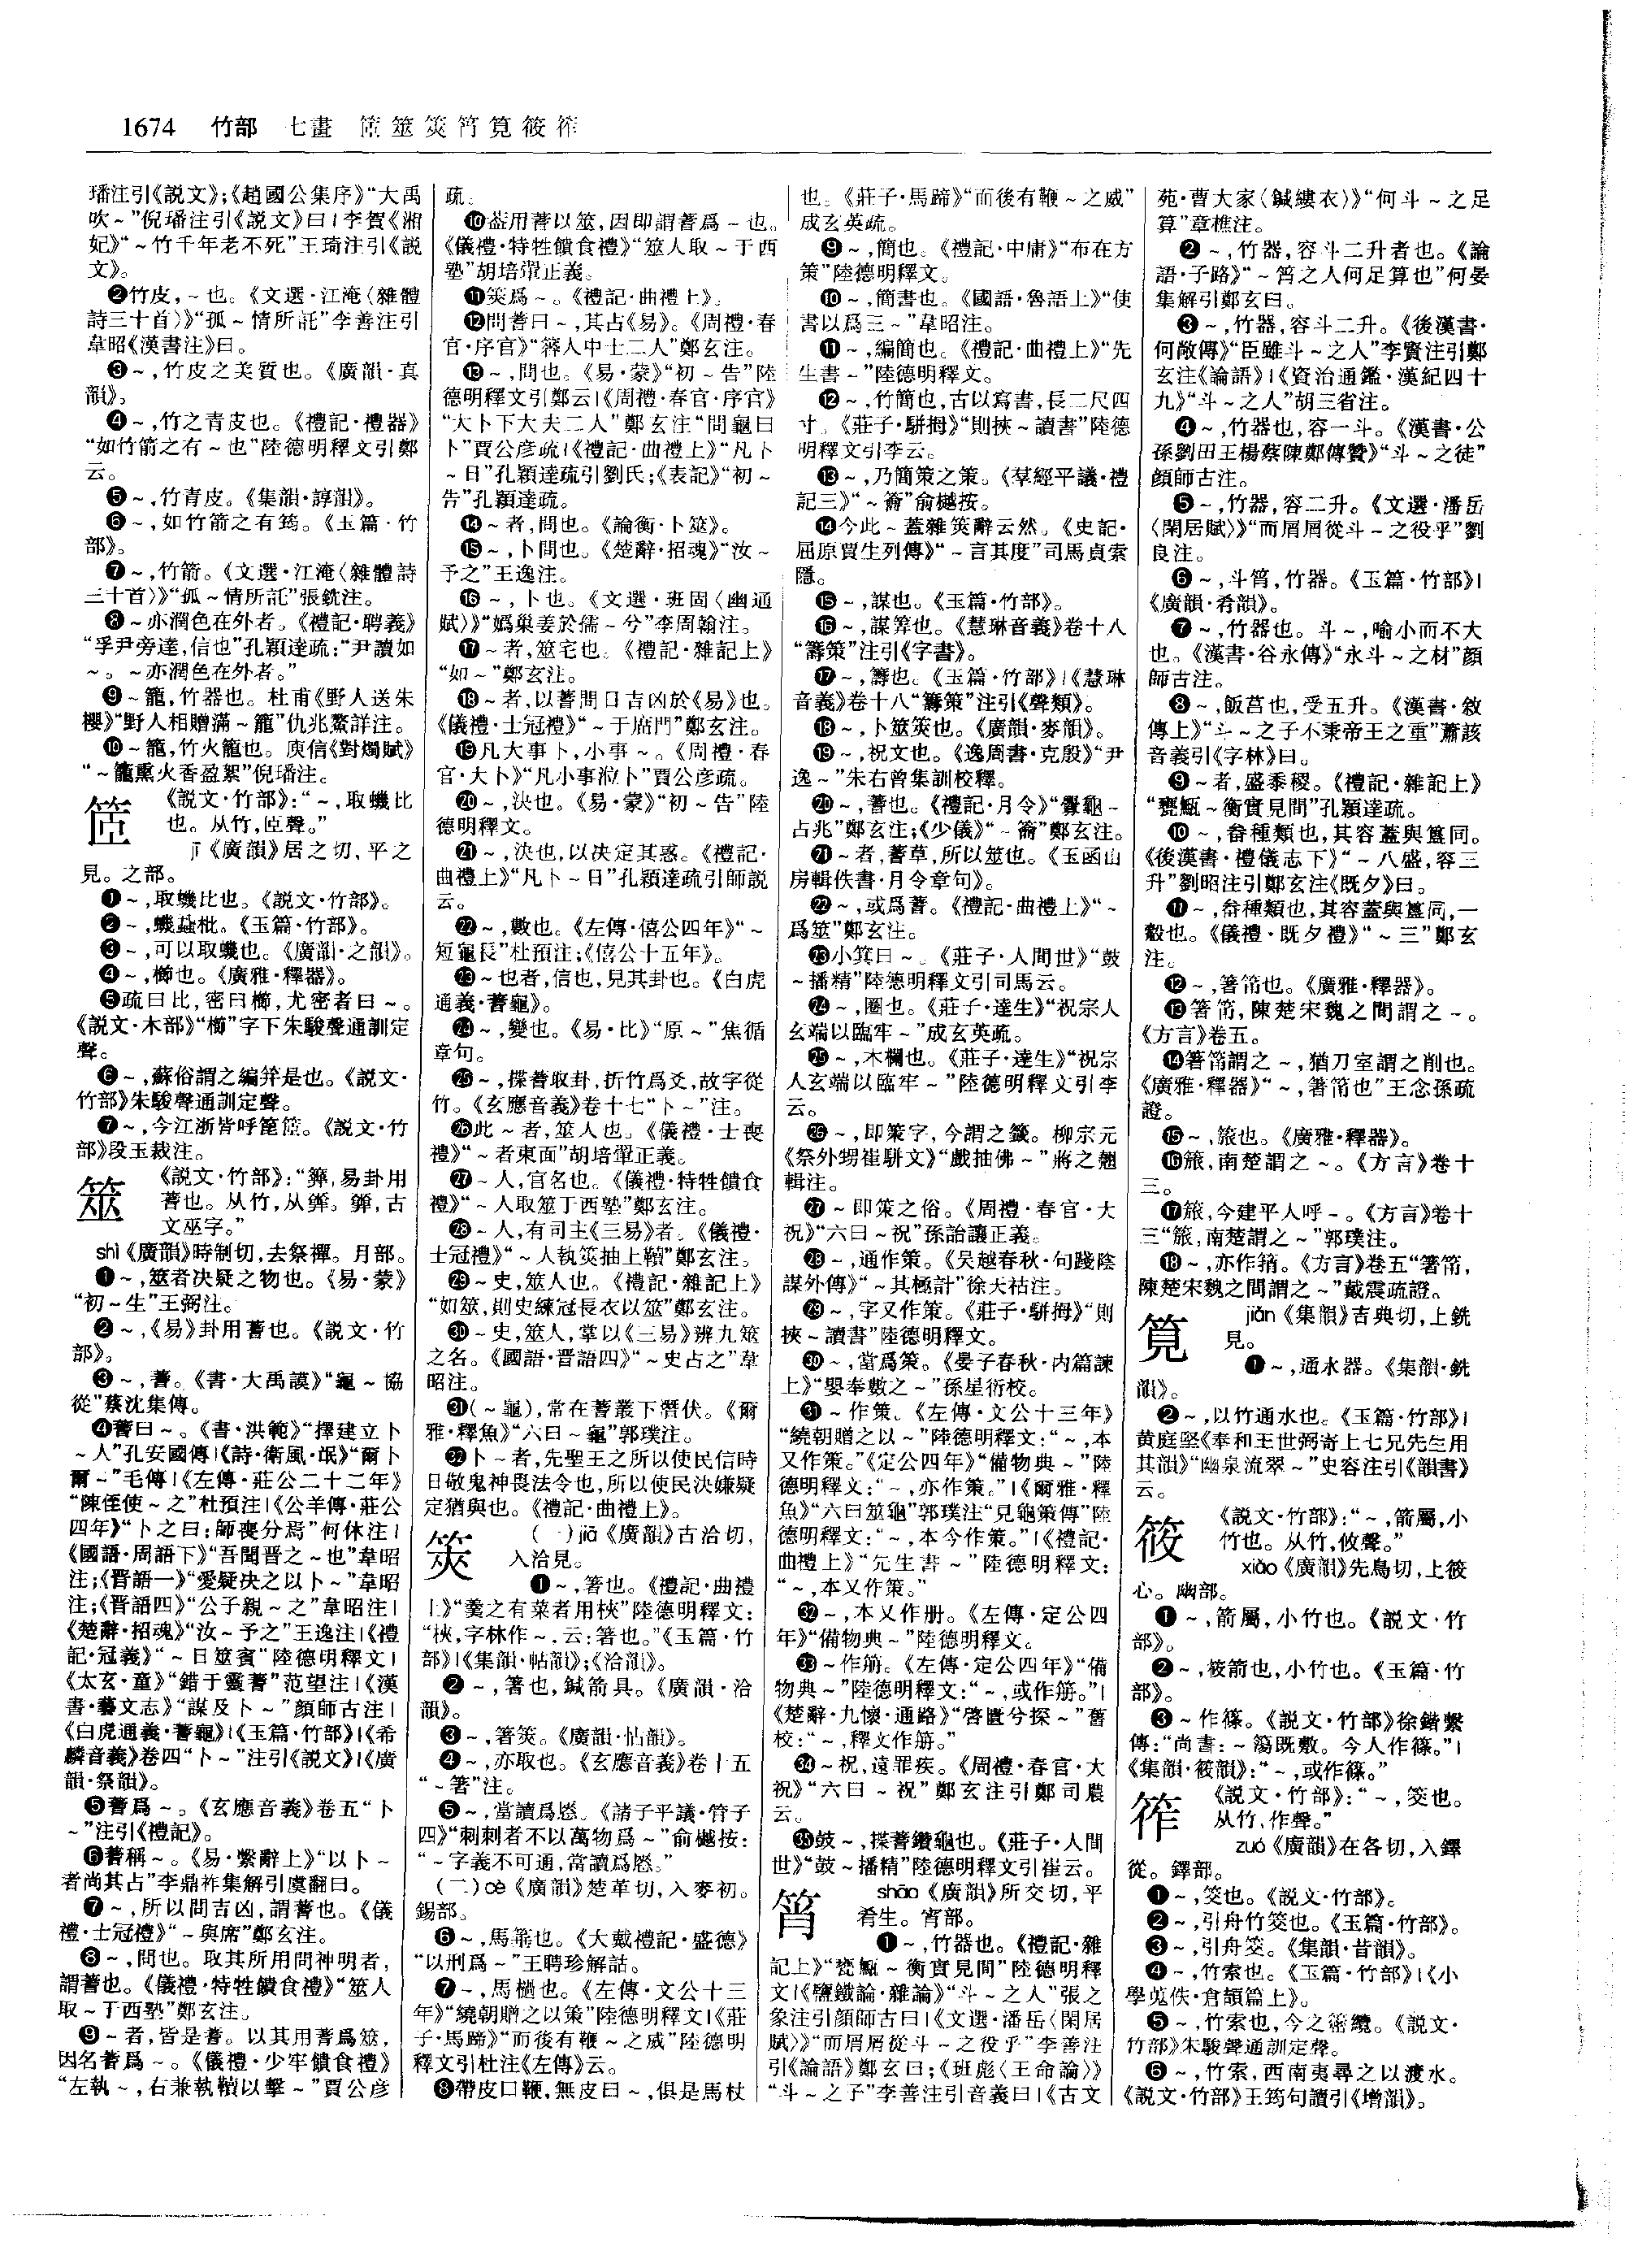 1674 竹部 七畫 䇫筮筴筲筧筱筰
璠注引《説文》；《趙國公集序》“大禹
吹～”倪璠注引《説文》曰｜李賀《湘
妃》“～竹千年老不死”王琦注引《説
文》。
❷竹皮，～也。《文選·江淹〈雜體
詩三十首〉》“孤～情所託”李善注引
韋昭《漢書注》曰。
❸～，竹皮之美質也。《廣韻·真
韻》。
❹～，竹之青皮也。《禮記·禮器》
“如竹箭之有～也”陸德明釋文引鄭
云。
❺～，竹青皮。《集韻·諄韻》。
❻～，如竹箭之有筠。《玉篇·竹
部》。
❼～，竹箭。《文選·江淹〈雜體詩
三十首〉》“孤～情所託”張銑注。
❽～亦潤色在外者。《禮記·聘義》
“孚尹旁達，信也”孔穎達疏：“尹讀如
～。～亦潤色在外者。”
❾～籠，竹器也。杜甫《野人送朱
櫻》“野人相贈滿～籠”仇兆鰲詳注。
❿～籠，竹火籠也。庾信《對燭賦》
“～籠熏火香盈絮”倪璠注。
《説文·竹部》：“～，取蟣比
也。从竹，𦣝聲。”
jī《廣韻》居之切，平之
見。之部。
❶～，取蟣比也。《説文·竹部》。
❷～，蟣蝨枇。《玉篇·竹部》。
❸～，可以取蟣也。《廣韻·之韻》。
❹～，櫛也。《廣雅·釋器》。
❺疏曰比，密曰櫛，尤密者曰～。
《説文·木部》“櫛”字下朱駿聲通訓定
聲。
❻～，蘇俗謂之編笄是也。《説文·
竹部》朱駿聲通訓定聲。
❼～，今江浙皆呼篦䇫。《説文·竹
部》段玉裁注。
筮
《説文·竹部》：“簭，易卦用
蓍也。从竹，从𢍮。𢍮，古
文巫字。”
shì《廣韻》時制切，去祭禪。月部。
❶～，筮者決疑之物也。《易·蒙》
“初～生”王弼注。
❷～，《易》卦用蓍也。《説文·竹
部》。
❸～，蓍。《書·大禹謨》“龜～協
從”蔡沈集傳。
❹蓍曰～。《書·洪範》“擇建立卜
～人”孔安國傳｜《詩·衛風·氓》“爾卜
爾～”毛傳｜《左傳·莊公二十二年》
“陳侄使～之”杜預注｜《公羊傳·莊公
四年》“卜之曰：師喪分焉”何休注｜
《國語·周語下》“吾聞晋之～也”韋昭
注；《晋語一》“愛疑決之以卜～”韋昭
注；《晋語四》“公子親～之”韋昭注｜
《楚辭·招魂》“汝～予之”王逸注｜《禮
記·冠義》“～日筮賓”陸德明釋文｜
《太玄·童》“錯于靈蓍”范望注｜《漢
書·藝文志》“謀及卜～”顔師古注｜
《白虎通義·蓍龜》｜《玉篇·竹部》｜《希
麟音義》卷四“卜～”注引《説文》｜《廣
韻·祭韻》。
❺蓍爲～。《玄應音義》卷五“卜
～”注引《禮記》。
❻蓍稱～。《易·繫辭上》“以卜～
者尚其占”李鼎祚集解引虞翻曰。
❼～，所以問吉凶，謂蓍也。《儀
禮·士冠禮》“～與席”鄭玄注。
❽～，問也。取其所用問神明者，
謂蓍也。《儀禮·特牲饋食禮》“筮人
取～于西塾”鄭玄注。
❾～者，皆是蓍。以其用蓍爲筮，
因名蓍爲～。《儀禮·少牢饋食禮》
“左執～，右兼執韇以擊～”賈公彦
疏。
❿蓋用蓍以筮，因即謂蓍爲～也。
《儀禮·特牲饋食禮》“筮人取～于西
塾”胡培翬正義。
⓫筴爲～。《禮記·曲禮上》。
⓬問蓍曰～，其占《易》。《周禮·春
官·序官》“簭人中士二人”鄭玄注。
⓭～，問也。《易·蒙》“初～告”陸
德明釋文引鄭云｜《周禮·春官·序官》
“大卜下大夫二人”鄭玄注“問龜曰
卜”賈公彦疏｜《禮記·曲禮上》“凡卜
～日”孔穎達疏引劉氏；《表記》“初～
告”孔穎達疏。
⓮～者，問也。《論衡·卜筮》。
⓯～，卜問也。《楚辭·招魂》“汝～
予之”王逸注。
⓰～，卜也。《文選·班固〈幽通
賦〉》“嬀巢姜於孺～兮”李周翰注。
⓱～者，筮宅也。《禮記·雜記上》
“如～”鄭玄注。
⓲～者，以蓍問日吉凶於《易》也。
《儀禮·士冠禮》“～于庿門”鄭玄注。
⓳凡大事卜，小事～。《周禮·春
官·大卜》“凡小事涖卜”賈公彦疏。
⓴～，決也。《易·蒙》“初～告”陸
德明釋文。
㉑～，決也，以決定其惑。《禮記·
曲禮上》“凡卜～日”孔穎達疏引師説
云。
㉒～，數也。《左傳·僖公四年》“～
短龜長”杜預注；《僖公十五年》。
㉓～也者，信也，見其卦也。《白虎
通義·蓍龜》。
㉔～，變也。《易·比》“原～”焦循
章句。
㉕～，揲蓍取卦，折竹爲爻，故字從
竹。《玄應音義》卷十七“卜～”注。
㉖此～者，筮人也。《儀禮·士喪
禮》“～者東面”胡培翬正義。
㉗～人，官名也。《儀禮·特牲饋食
禮》“～人取筮于西塾”鄭玄注。
㉘～人，有司主《三易》者。《儀禮·
士冠禮》“～人執筴抽上韇”鄭玄注。
㉙～史，筮人也。《禮記·雜記上》
“如筮，則史練冠長衣以筮”鄭玄注。
㉚～史，筮人，掌以《三易》辨九筮
之名。《國語·晋語四》“～史占之”韋
昭注。
㉛（～龜），常在蓍叢下潛伏。《爾
雅·釋魚》“六曰～龜”郭璞注。
㉜卜～者，先聖王之所以使民信時
日敬鬼神畏法令也，所以使民決嫌疑
定猶與也。《禮記·曲禮上》。
筴
（一）jiā《廣韻》古洽切，
入洽見。
❶～，箸也。《禮記·曲禮
上》“羹之有菜者用梜”陸德明釋文：
“梜，字林作～，云：箸也。”《玉篇·竹
部》｜《集韻·帖韻》；《洽韻》。
❷～，箸也，鍼箭具。《廣韻·洽
韻》。
❸～，箸筴。《廣韻·怗韻》。
❹～，亦取也。《玄應音義》卷十五
“～箸”注。
❺～，當讀爲慝。《諸子平議·管子
四》“刺刺者不以萬物爲～”俞樾按：
“～字義不可通，當讀爲慝。”
（二）cè《廣韻》楚革切，入麥初。
錫部。
❻～，馬箠也。《大戴禮記·盛德》
“以刑爲～”王聘珍解詁。
❼～，馬檛也。《左傳·文公十三
年》“繞朝贈之以策”陸德明釋文｜《莊
子·馬蹄》“而後有鞭～之威”陸德明
釋文引杜注《左傳》云。
❽帶皮曰鞭，無皮曰～，俱是馬杖
也。《莊子·馬蹄》“而後有鞭～之威”
成玄英疏。
❾～，簡也。《禮記·中庸》“布在方
策”陸德明釋文。
❿～，簡書也。《國語·魯語上》“使
書以爲三～”韋昭注。
⓫～，編簡也。《禮記·曲禮上》“先
生書～”陸德明釋文。
⓬～，竹簡也，古以寫書，長二尺四
寸。《莊子·駢拇》“則挾～讀書”陸德
明釋文引李云。
⓭～，乃簡策之策。《羣經平議·禮
記三》“～籥”俞樾按。
⓮今此～蓋雜筴辭云然。《史記·
屈原賈生列傳》“～言其度”司馬貞索
隱。
⓯～，謀也。《玉篇·竹部》。
⓰～，謀筭也。《慧琳音義》卷十八
“籌策”注引《字書》。
⓱～，籌也。《玉篇·竹部》｜《慧琳
音義》卷十八“籌策”注引《聲類》。
⓲～，卜筮筴也。《廣韻·麥韻》。
⓳～，祝文也。《逸周書·克殷》“尹
逸～”朱右曾集訓校釋。
⓴～，蓍也。《禮記·月令》“釁龜～
占兆”鄭玄注；《少儀》“～籥”鄭玄注。
㉑～者，蓍草，所以筮也。《玉函山
房輯佚書·月令章句》。
㉒～，或爲蓍。《禮記·曲禮上》“～
爲筮”鄭玄注。
㉓小箕曰～。《莊子·人間世》“鼓
～播精”陸德明釋文引司馬云。
㉔～，圈也。《莊子·達生》“祝宗人
玄端以臨牢～”成玄英疏。
㉕～，木欄也。《莊子·達生》“祝宗
人玄端以臨牢～”陸德明釋文引李
云。
㉖～，即策字，今謂之籤。柳宗元
《祭外甥崔駢文》“戲抽佛～”蔣之翹
輯注。
㉗～即策之俗。《周禮·春官·大
祝》“六曰～祝”孫詒讓正義。
㉘～，通作策。《吴越春秋·句踐陰
謀外傳》“～其極計”徐天祜注。
㉙～，字又作策。《莊子·駢拇》“則
挾～讀書”陸德明釋文。
㉚～，當爲策。《晏子春秋·内篇諫
上》“嬰奉數之～”孫星衍校。
㉛～作策。《左傳·文公十三年》
“繞朝贈之以～”陸德明釋文：“～，本
又作策。”《定公四年》“備物典～”陸
德明釋文：“～，亦作策。”｜《爾雅·釋
魚》“六曰筮龜”郭璞注“見龜策傳”陸
德明釋文：“～，本今作策。”｜《禮記·
曲禮上》“先生書～”陸德明釋文：
“～，本又作策。”
㉜～，本又作册。《左傳·定公四
年》“備物典～”陸德明釋文。
㉝～作筞。《左傳·定公四年》“備
物典～”陸德明釋文：“～，或作筞。”｜
《楚辭·九懷·通路》“啓匱兮探～”舊
校：“～，釋文作筞。”
㉞～祝，遠罪疾。《周禮·春官·大
祝》“六曰～祝”鄭玄注引鄭司農
云。
㉟鼓～，揲蓍鑽龜也。《莊子·人間
世》“鼓～播精”陸德明釋文引崔云。
筲
shāo《廣韻》所交切，平
肴生。宵部。
❶～，竹器也。《禮記·雜
記上》“甕甒～衡實見間”陸德明釋
文｜《鹽鐵論·雜論》“斗～之人”張之
象注引顔師古曰｜《文選·潘岳〈閑居
賦〉》“而屑屑從斗～之役乎”李善注
引《論語》鄭玄曰；《班彪〈王命論〉》
“斗～之子”李善注引音義曰｜《古文
苑·曹大家〈鍼縷衣〉》“何斗～之足
算”章樵注。
❷～，竹器，容斗二升者也。《論
語·子路》“～筲之人何足算也”何晏
集解引鄭玄曰。
❸～，竹器，容斗二升。《後漢書·
何敞傳》“臣雖斗～之人”李賢注引鄭
玄注《論語》｜《資治通鑑·漢紀四十
九》“斗～之人”胡三省注。
❹～，竹器也，容一斗。《漢書·公
孫劉田王楊蔡陳鄭傳贊》“斗～之徒”
顔師古注。
❺～，竹器，容二升。《文選·潘岳
〈閑居賦〉》“而屑屑從斗～之役乎”劉
良注。
❻～，斗筲，竹器。《玉篇·竹部》｜
《廣韻·肴韻》。
❼～，竹器也。斗～，喻小而不大
也。《漢書·谷永傳》“永斗～之材”顔
師古注。
❽～，飯筥也，受五升。《漢書·敘
傳上》“斗～之子不秉帝王之重”蕭該
音義引《字林》曰。
❾～者，盛黍稷。《禮記·雜記上》
“甕甒～衡實見間”孔穎達疏。
❿～，畚種類也，其容蓋與簋同。
《後漢書·禮儀志下》“～八盛，容三
升”劉昭注引鄭玄注《既夕》曰。
⓫～，畚種類也，其容蓋與簋同，一
觳也。《儀禮·既夕禮》“～三”鄭玄
注。
⓬～，箸筩也。《廣雅·釋器》。
⓭箸筩，陳楚宋魏之間謂之～。
《方言》卷五。
⓮箸筩謂之～，猶刀室謂之削也。
《廣雅·釋器》“～，箸筩也”王念孫疏
證。
⓯～，簇也。《廣雅·釋器》。
⓰簇，南楚謂之～。《方言》卷十
三。
⓱簇，今建平人呼～。《方言》卷十
三“簇，南楚謂之～”郭璞注。
⓲～，亦作䈾。《方言》卷五“箸筩，
陳楚宋魏之間謂之～”戴震疏證。
筧
jiǎn《集韻》吉典切，上銑
見。
❶～，通水器。《集韻·銑
韻》。
❷～，以竹通水也。《玉篇·竹部》｜
黄庭堅《奉和王世弼寄上七兄先生用
其韻》“幽泉流翠～”史容注引《韻書》
云。
筱
《説文·竹部》：“～，箭屬，小
竹也。从竹，攸聲。”
xiǎo《廣韻》先鳥切，上篠
心。幽部。
❶～，箭屬，小竹也。《説文·竹
部》。
❷～，筱箭也，小竹也。《玉篇·竹
部》。
❸～作篠。《説文·竹部》徐鍇繫
傳：“尚書：～簜既敷。今人作篠。”｜
《集韻·筱韻》：“～，或作篠。”
筰
《説文·竹部》：“～，筊也。
从竹，作聲。”
zuó《廣韻》在各切，入鐸
從。鐸部。
❶～，筊也。《説文·竹部》。
❷～，引舟竹筊也。《玉篇·竹部》。
❸～，引舟筊。《集韻·昔韻》。
❹～，竹索也。《玉篇·竹部》｜《小
學蒐佚·倉頡篇上》。
❺～，竹索也，今之䉡纜。《説文·
竹部》朱駿聲通訓定聲。
❻～，竹索，西南夷尋之以渡水。
《説文·竹部》王筠句讀引《增韻》。